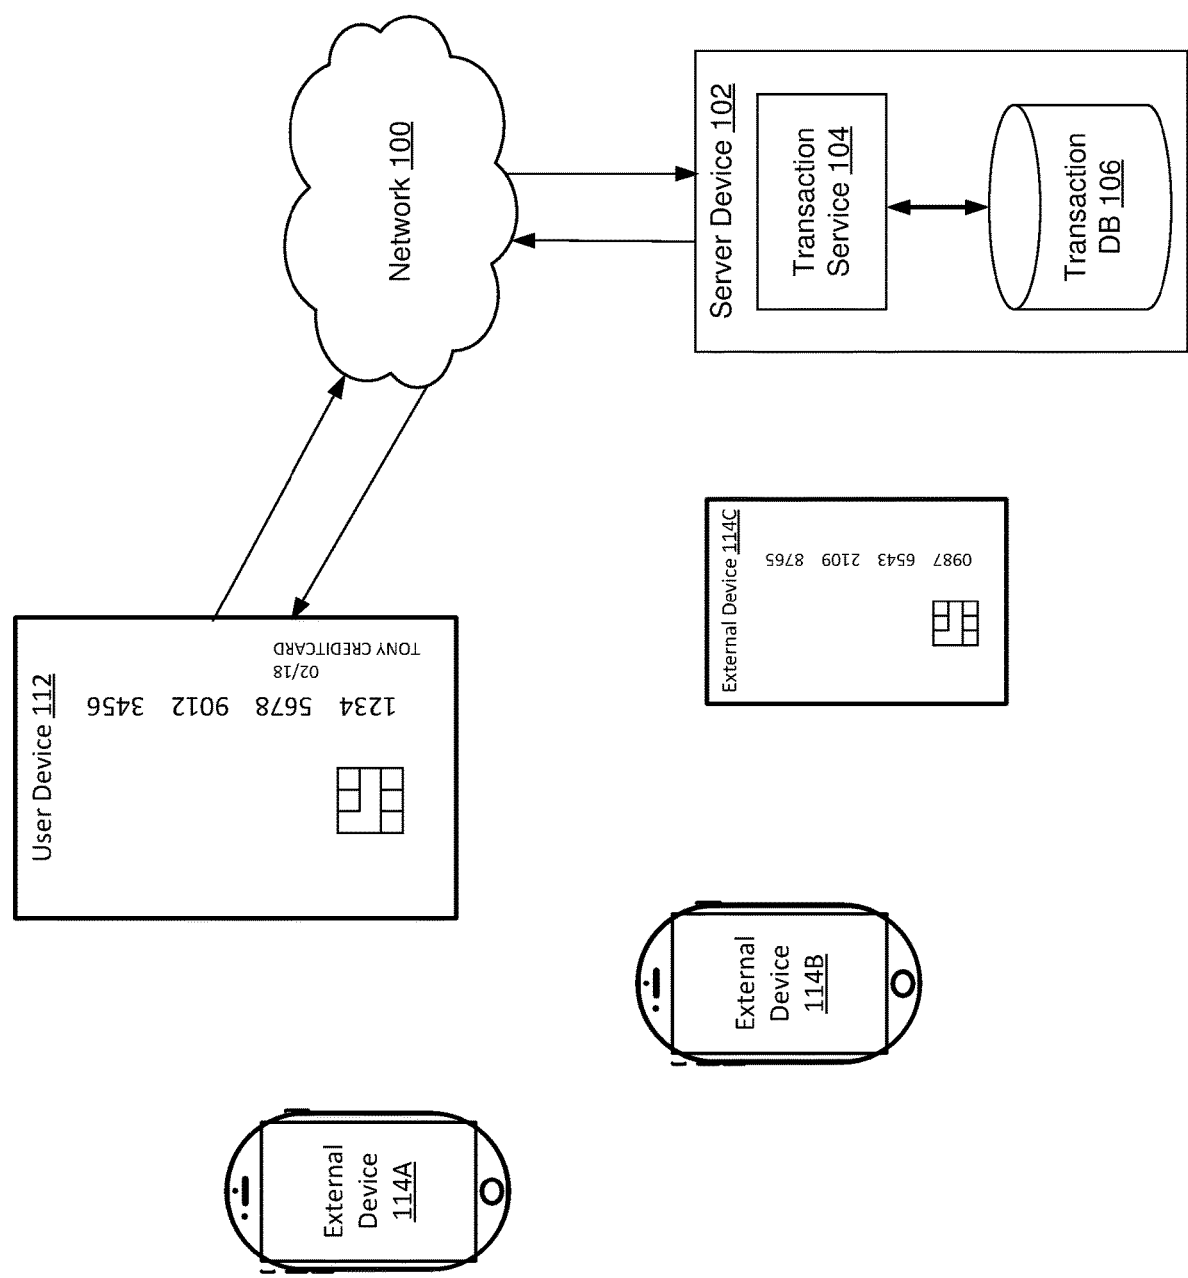 Network 100
Server Device 102
Transaction
Service 104
Transaction
DB 106
User Device 112
1234 5678 9012 3456
02/18
TONY CREDITCARD
External Device 114C
0987 6543 2109 8765
External
Device
114B
External
Device
114A